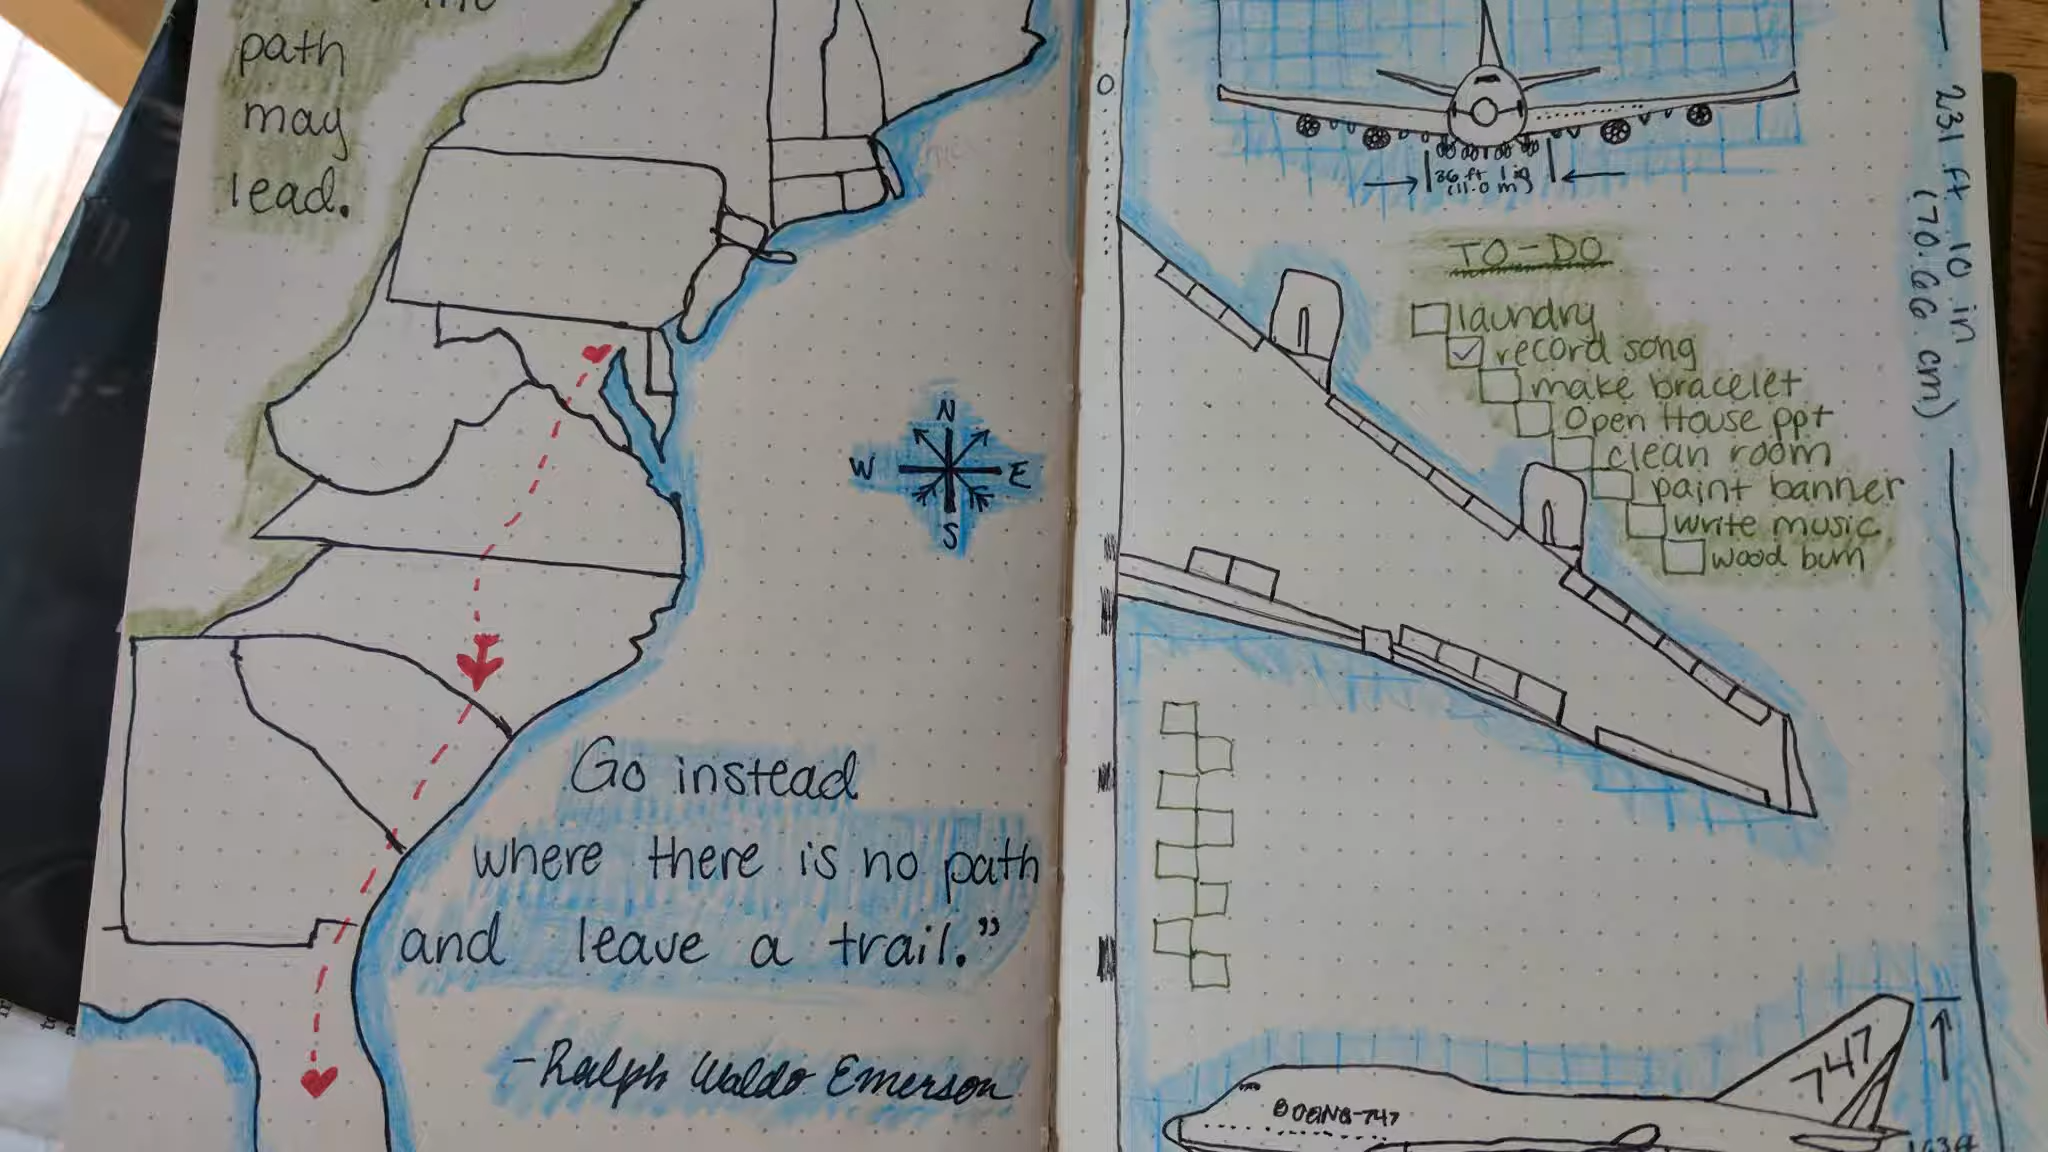 path
may
lead.
N
W E
S
Go instead
where there is no path
and leave a trail.”
-Ralph Waldo Emerson
36 ft 1 in
(11.0 m)
231 ft 10 in
(70.66 cm)
TO-DO
laundry
record song
make bracelet
Open House ppt
clean room
paint banner
write music
wood burn
747
BOEING-747